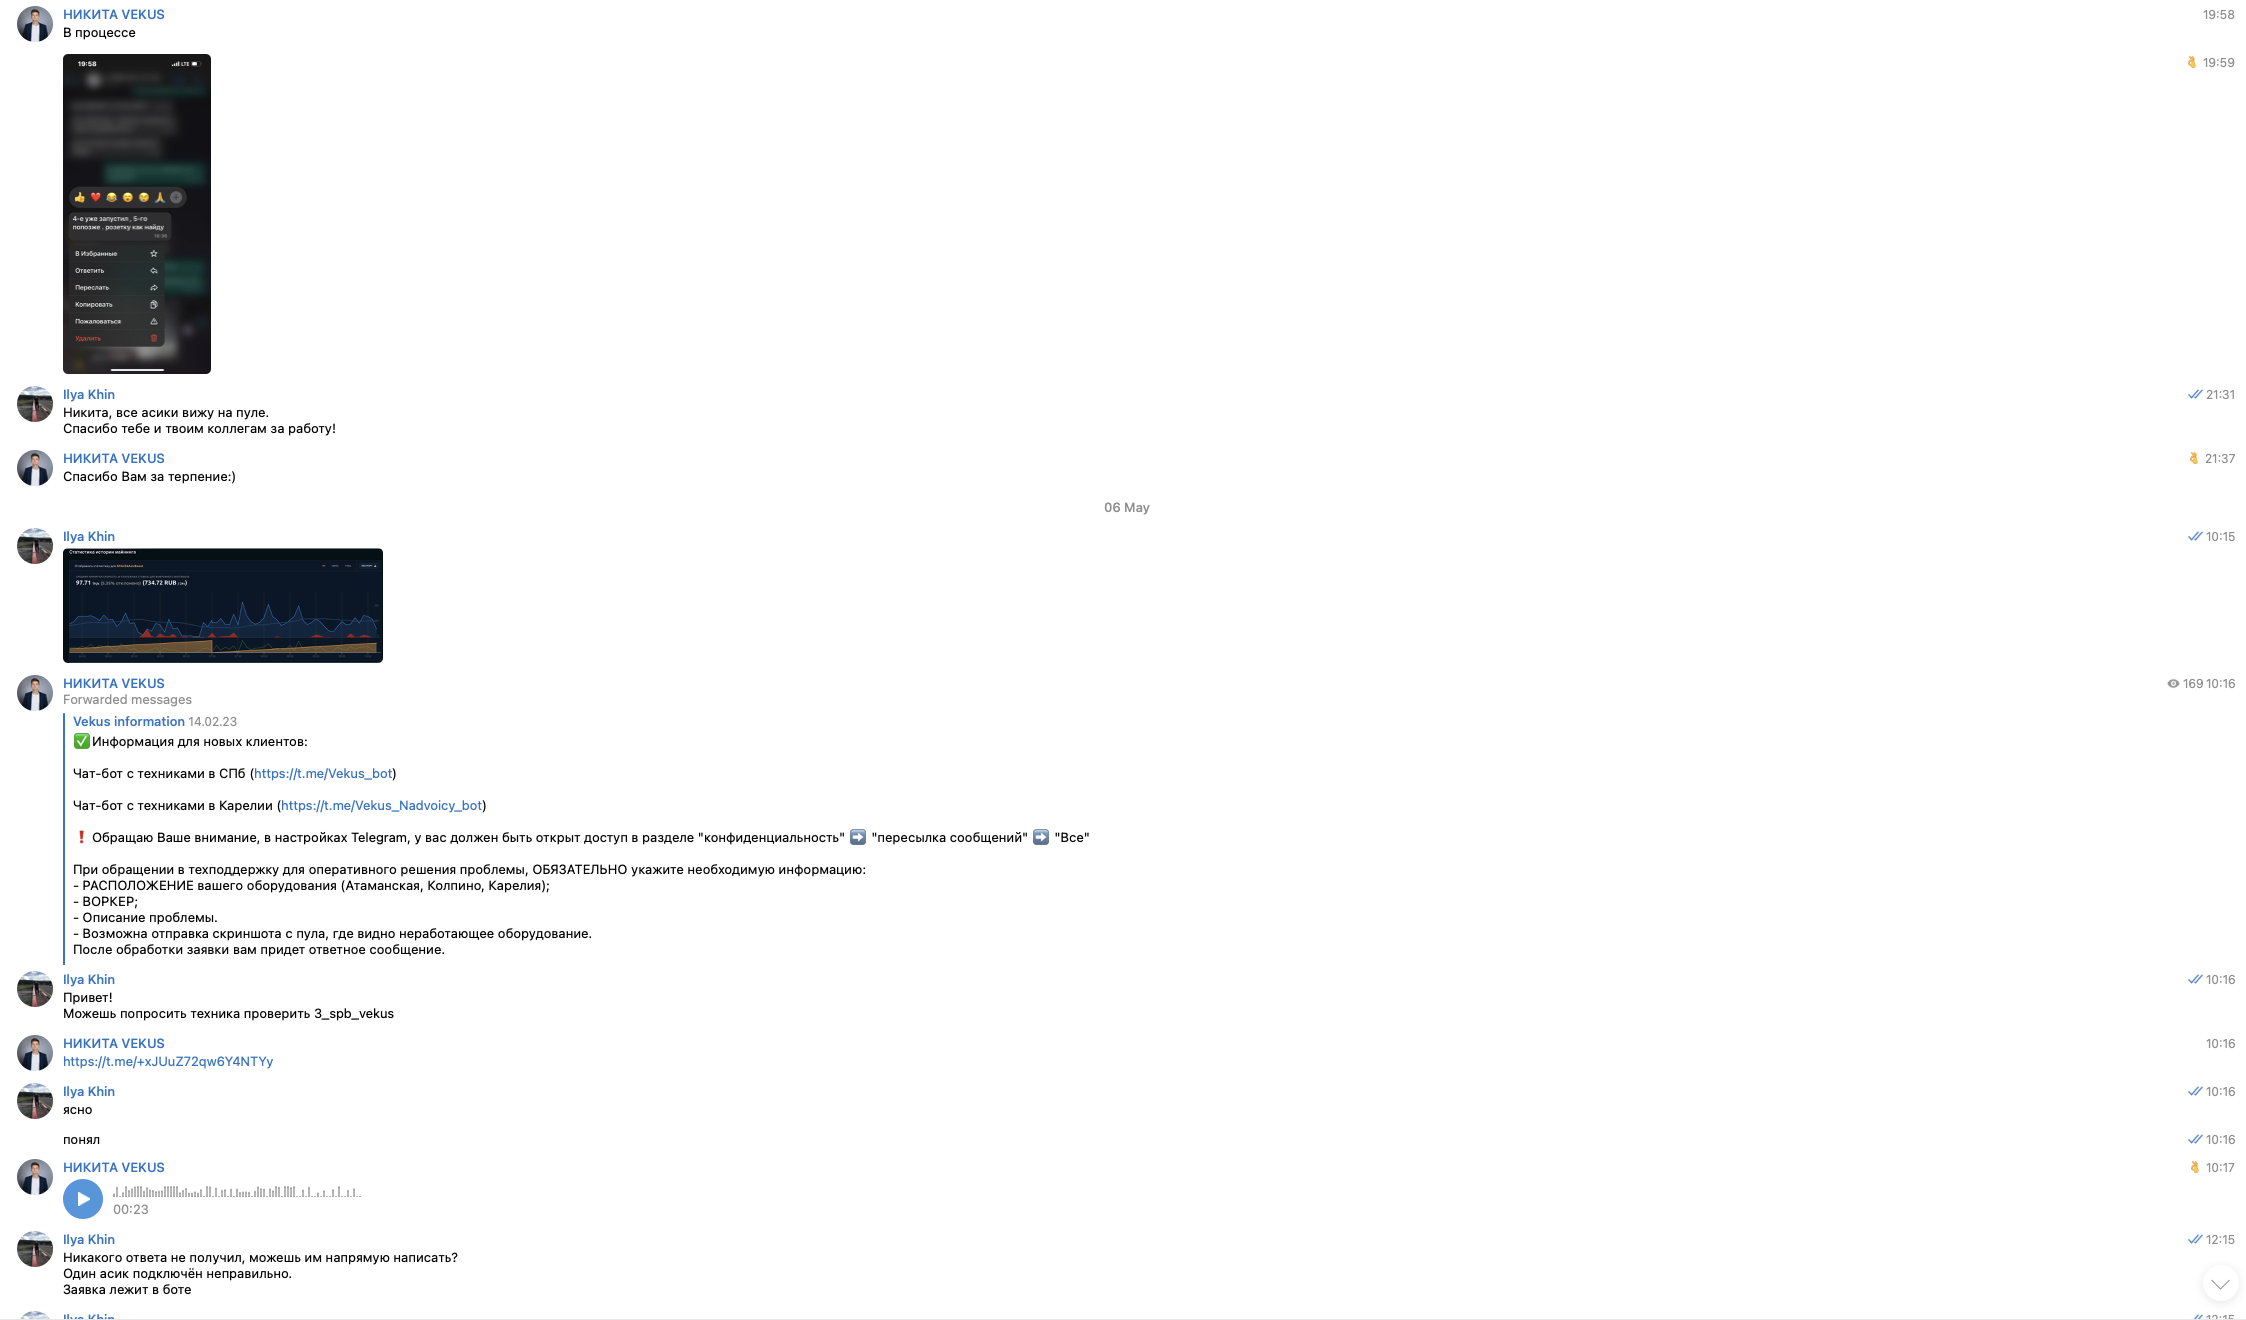 НИКИТА VEKUS
19:58
В процессе
19:58
LTE
19:59
4-е уже запустил , 5-го
попозже . розетку как найду
В Избранные
Ответить
Переслать
Копировать
Пожаловаться
Удалить
Ilya Khin
21:31
Никита, все асики вижу на пуле.
Спасибо тебе и твоим коллегам за работу!
НИКИТА VEKUS
21:37
Спасибо Вам за терпение:)
06 May
Ilya Khin
10:15
Статистика истории майнинга
97.71 (3.35% отклонено) (734.72 RUB
НИКИТА VEKUS
169 10:16
Forwarded messages
Vekus information 14.02.23
✅Информация для новых клиентов:
Чат-бот с техниками в СПб (https://t.me/Vekus_bot)
Чат-бот с техниками в Карелии (https://t.me/Vekus_Nadvoicy_bot)
❗ Обращаю Ваше внимание, в настройках Telegram, у вас должен быть открыт доступ в разделе "конфиденциальность" ➡️ "пересылка сообщений" ➡️ "Все"
При обращении в техподдержку для оперативного решения проблемы, ОБЯЗАТЕЛЬНО укажите необходимую информацию:
- РАСПОЛОЖЕНИЕ вашего оборудования (Атаманская, Колпино, Карелия);
- ВОРКЕР;
- Описание проблемы.
- Возможна отправка скриншота с пула, где видно неработающее оборудование.
После обработки заявки вам придет ответное сообщение.
Ilya Khin
10:16
Привет!
Можешь попросить техника проверить 3_spb_vekus
НИКИТА VEKUS
10:16
https://t.me/+xJUuZ72qw6Y4NTYy
Ilya Khin
10:16
ясно
понял
10:16
НИКИТА VEKUS
10:17
00:23
Ilya Khin
12:15
Никакого ответа не получил, можешь им напрямую написать?
Один асик подключён неправильно.
Заявка лежит в боте
Ilya Khin
12:15